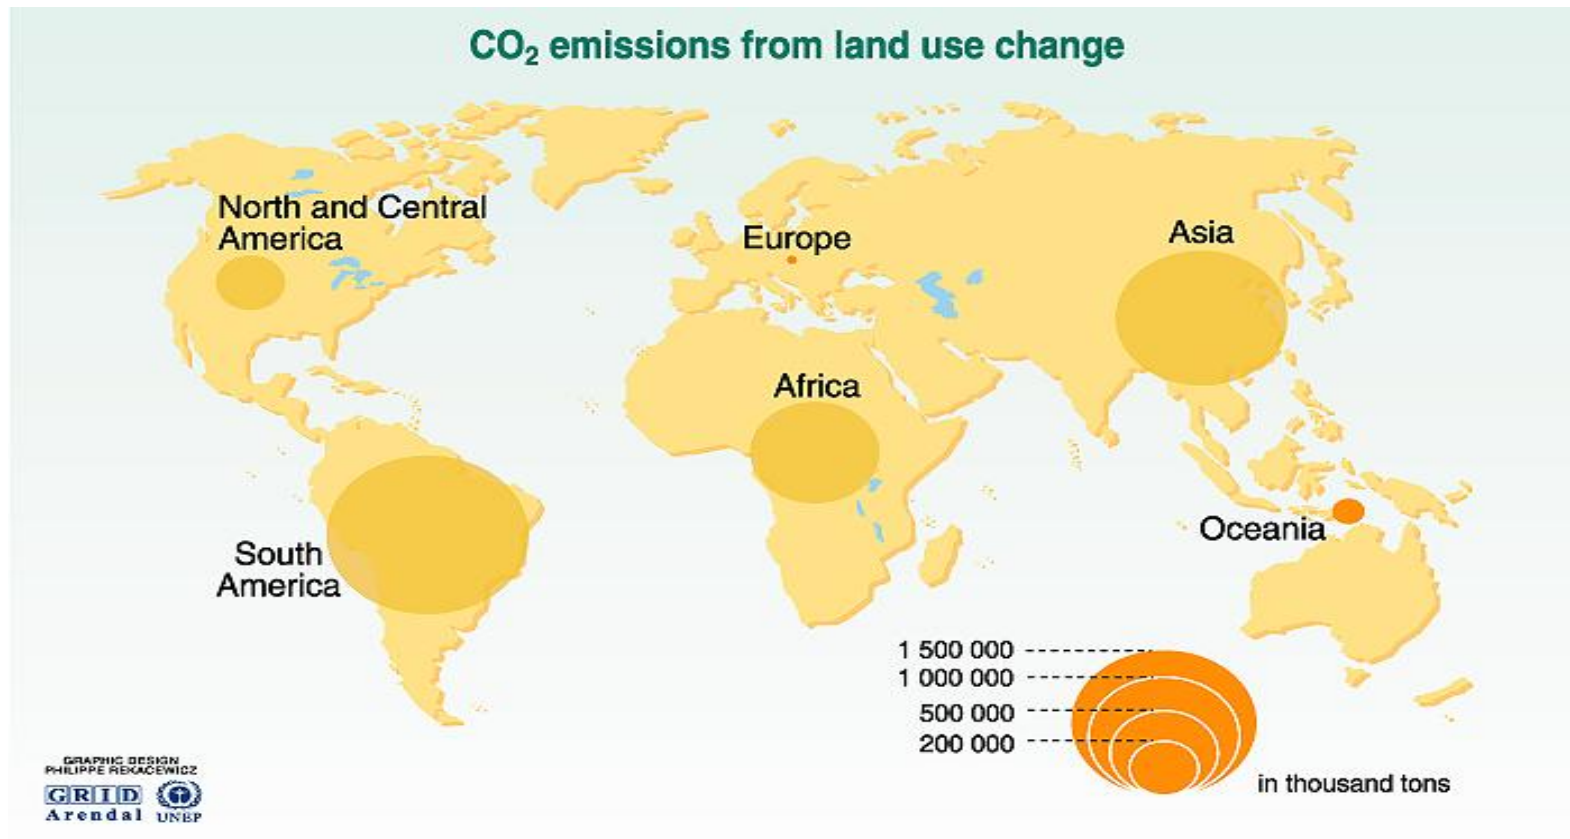 CO₂ emissions from land use change
North and Central
America
Europe
Asia
Africa
South
America
Oceania
1 500 000
1 000 000
500 000
200 000
in thousand tons
GRAPHIC DESIGN
PHILIPPE REKACEWICZ
GRID
Arendal
UNEP